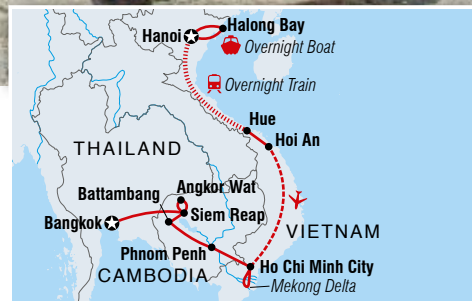 Halong Bay
Hanoi
Overnight Boat
Overnight Train
Hue
Hoi An
THAILAND
Angkor Wat
Battambang
Siem Reap
Bangkok
VIETNAM
Phnom Penh
Ho Chi Minh City
CAMBODIA
Mekong Delta